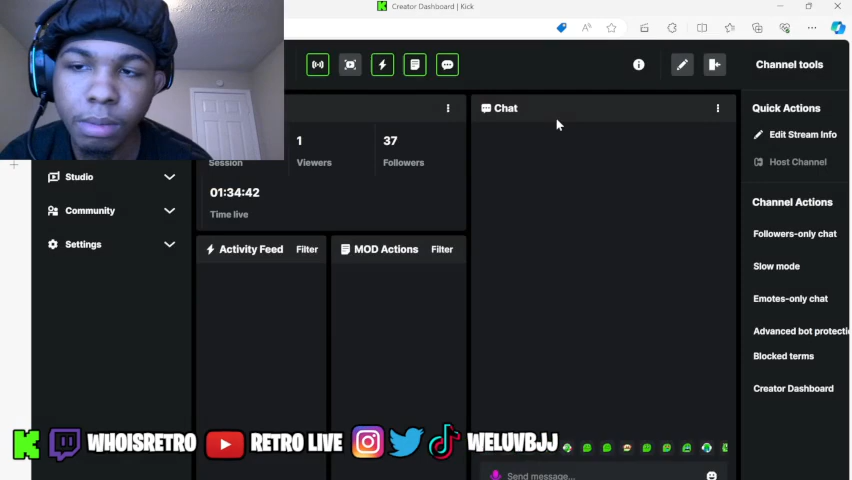 Creator Dashboard | Kick
Channel tools
Chat
Quick Actions
1
37
Edit Stream Info
Session
Viewers
Followers
Host Channel
Studio
01:34:42
Community
Time live
Channel Actions
Followers-only chat
Settings
Activity Feed
Filter
MOD Actions
Filter
Slow mode
Emotes-only chat
Advanced bot protectio
Blocked terms
Creator Dashboard
WHOISRETRO
RETRO LIVE
WELUVBJJ
Send message...